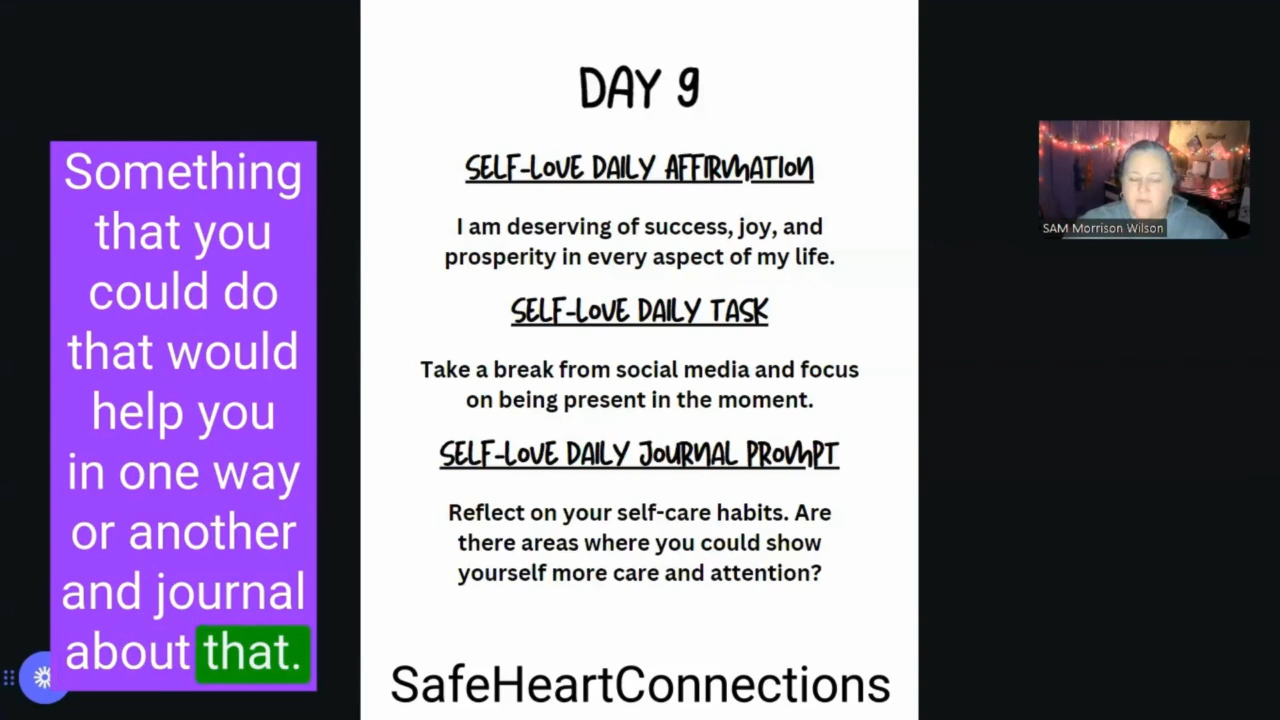 Something
that you
could do
that would
help you
in one way
or another
and journal
about that.
DAY 9
SELF-LOVE DAILY AFFIRMATION
I am deserving of success, joy, and
prosperity in every aspect of my life.
SELF-LOVE DAILY TASK
Take a break from social media and focus
on being present in the moment.
SELF-LOVE DAILY JOURNAL PROMPT
Reflect on your self-care habits. Are
there areas where you could show
yourself more care and attention?
SafeHeartConnections
SAM Morrison Wilson